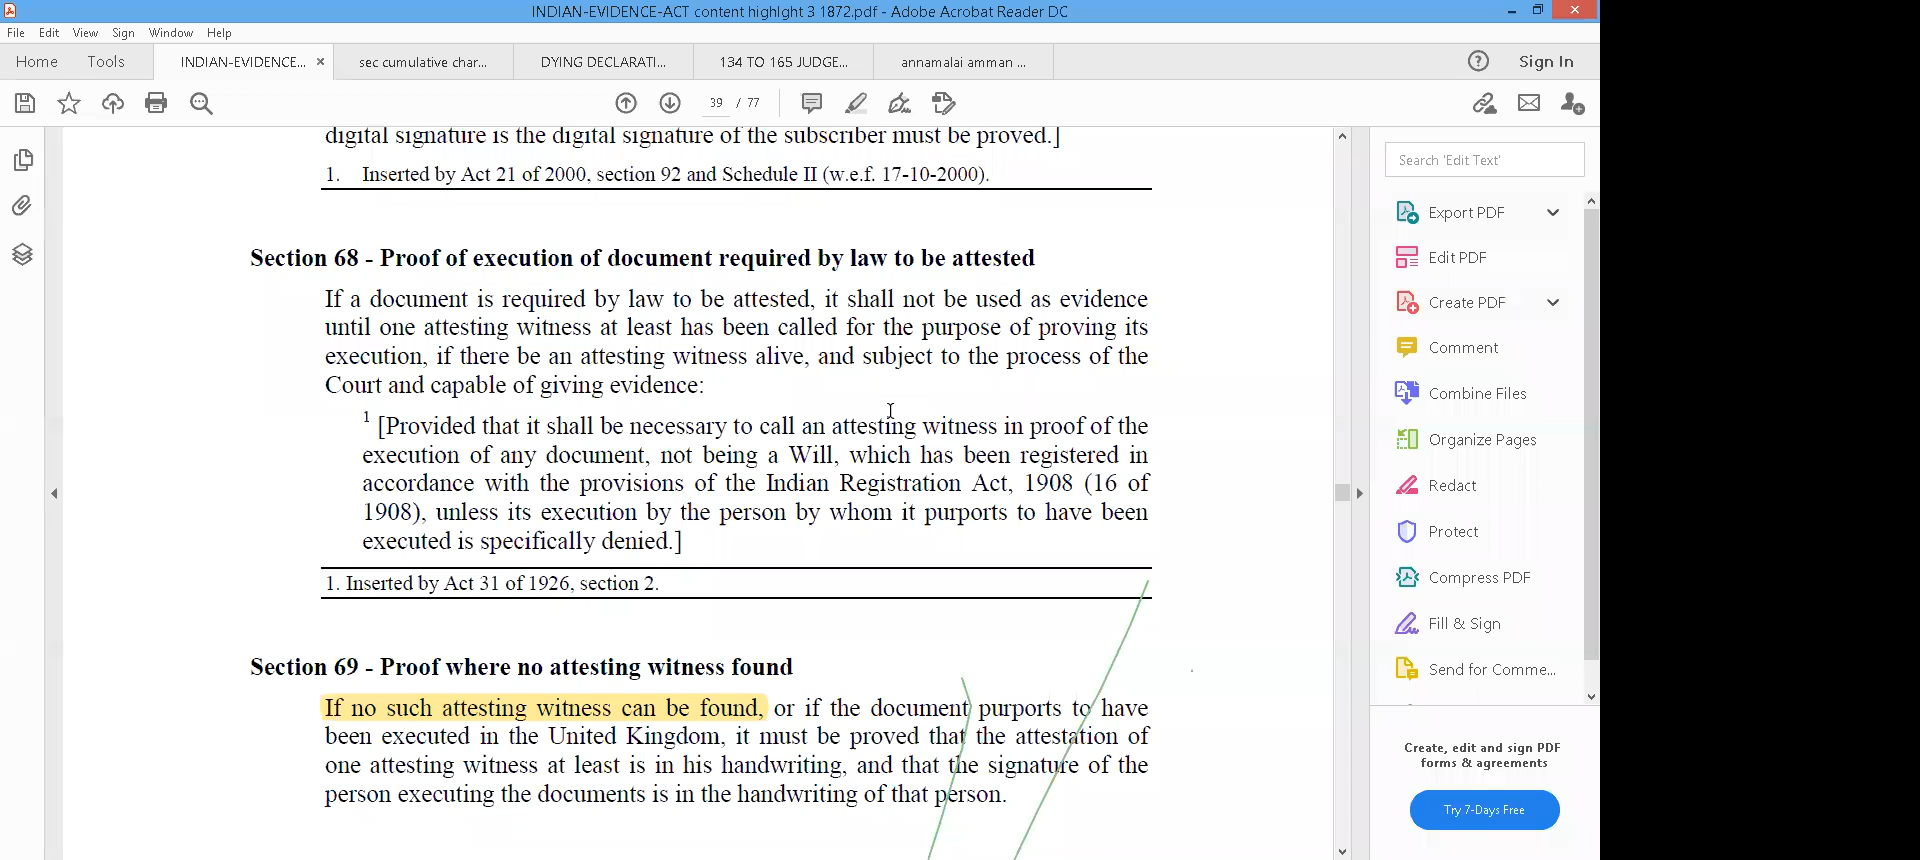 INDIAN-EVIDENCE-ACT content highlght 3 1872.pdf - Adobe Acrobat Reader DC
File Edit View Sign Window Help
Home Tools INDIAN-EVIDENCE... × sec cumulative char... DYING DECLARATI... 134 TO 165 JUDGE... annamalai amman ... Sign In
39 / 77
digital signature is the digital signature of the subscriber must be proved.]
1. Inserted by Act 21 of 2000, section 92 and Schedule II (w.e.f. 17-10-2000).
Section 68 - Proof of execution of document required by law to be attested
If a document is required by law to be attested, it shall not be used as evidence
until one attesting witness at least has been called for the purpose of proving its
execution, if there be an attesting witness alive, and subject to the process of the
Court and capable of giving evidence:
1 [Provided that it shall be necessary to call an attesting witness in proof of the
execution of any document, not being a Will, which has been registered in
accordance with the provisions of the Indian Registration Act, 1908 (16 of
1908), unless its execution by the person by whom it purports to have been
executed is specifically denied.]
1. Inserted by Act 31 of 1926, section 2.
Section 69 - Proof where no attesting witness found
If no such attesting witness can be found, or if the document purports to have
been executed in the United Kingdom, it must be proved that the attestation of
one attesting witness at least is in his handwriting, and that the signature of the
person executing the documents is in the handwriting of that person.
Search 'Edit Text'
Export PDF
Edit PDF
Create PDF
Comment
Combine Files
Organize Pages
Redact
Protect
Compress PDF
Fill & Sign
Send for Comme...
Create, edit and sign PDF
forms & agreements
Try 7-Days Free